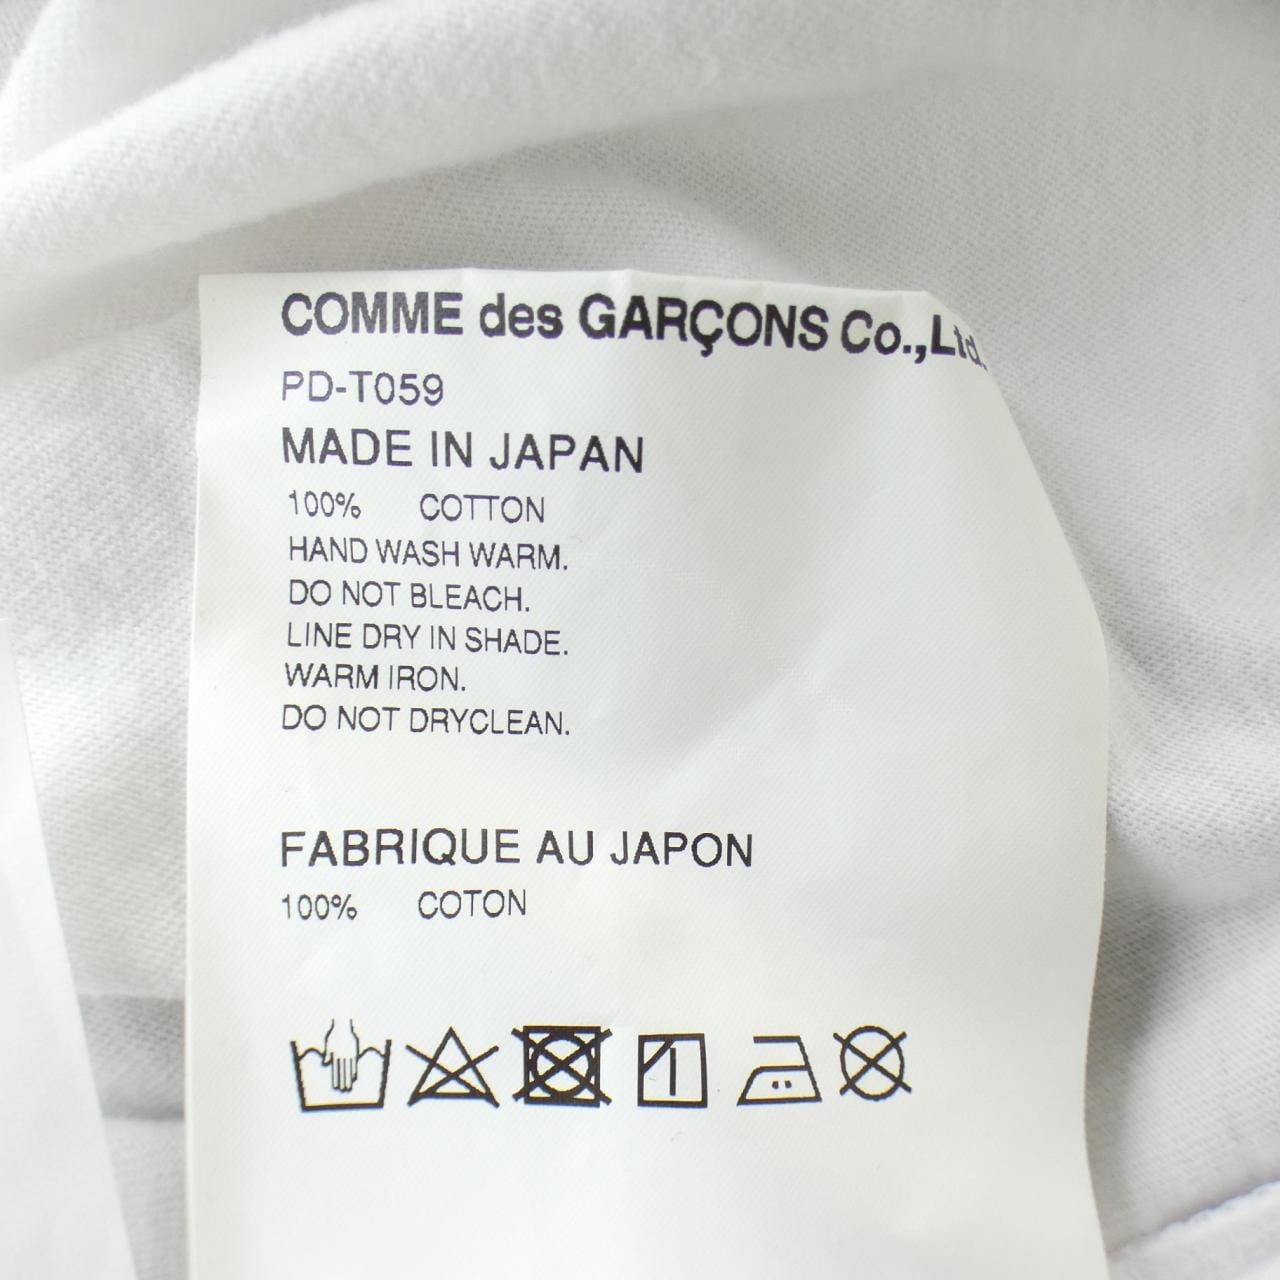 COMME des GARÇONS Co.,Ltd.
PD-T059
MADE IN JAPAN
100% COTTON
HAND WASH WARM.
DO NOT BLEACH.
LINE DRY IN SHADE.
WARM IRON.
DO NOT DRYCLEAN.
FABRIQUE AU JAPON
100% COTON